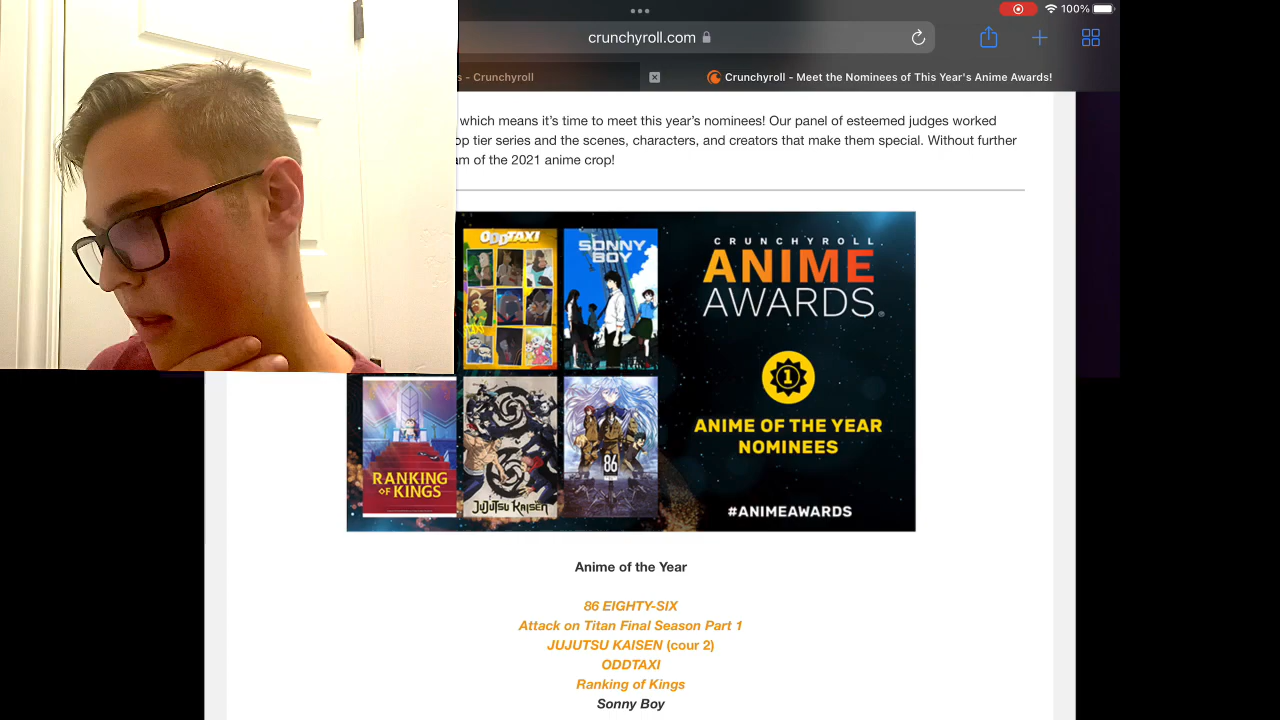 100%
crunchyroll.com
s - Crunchyroll
Crunchyroll - Meet the Nominees of This Year's Anime Awards!
which means it's time to meet this year's nominees! Our panel of esteemed judges worked
op tier series and the scenes, characters, and creators that make them special. Without further
am of the 2021 anime crop!
ODDTAXI
SONNY
BOY
CRUNCHYROLL
ANIME
AWARDS
1
ANIME OF THE YEAR
NOMINEES
RANKING
OF KINGS
JUJUTSU KAISEN
86
#ANIMEAWARDS
Anime of the Year
86 EIGHTY-SIX
Attack on Titan Final Season Part 1
JUJUTSU KAISEN (cour 2)
ODDTAXI
Ranking of Kings
Sonny Boy